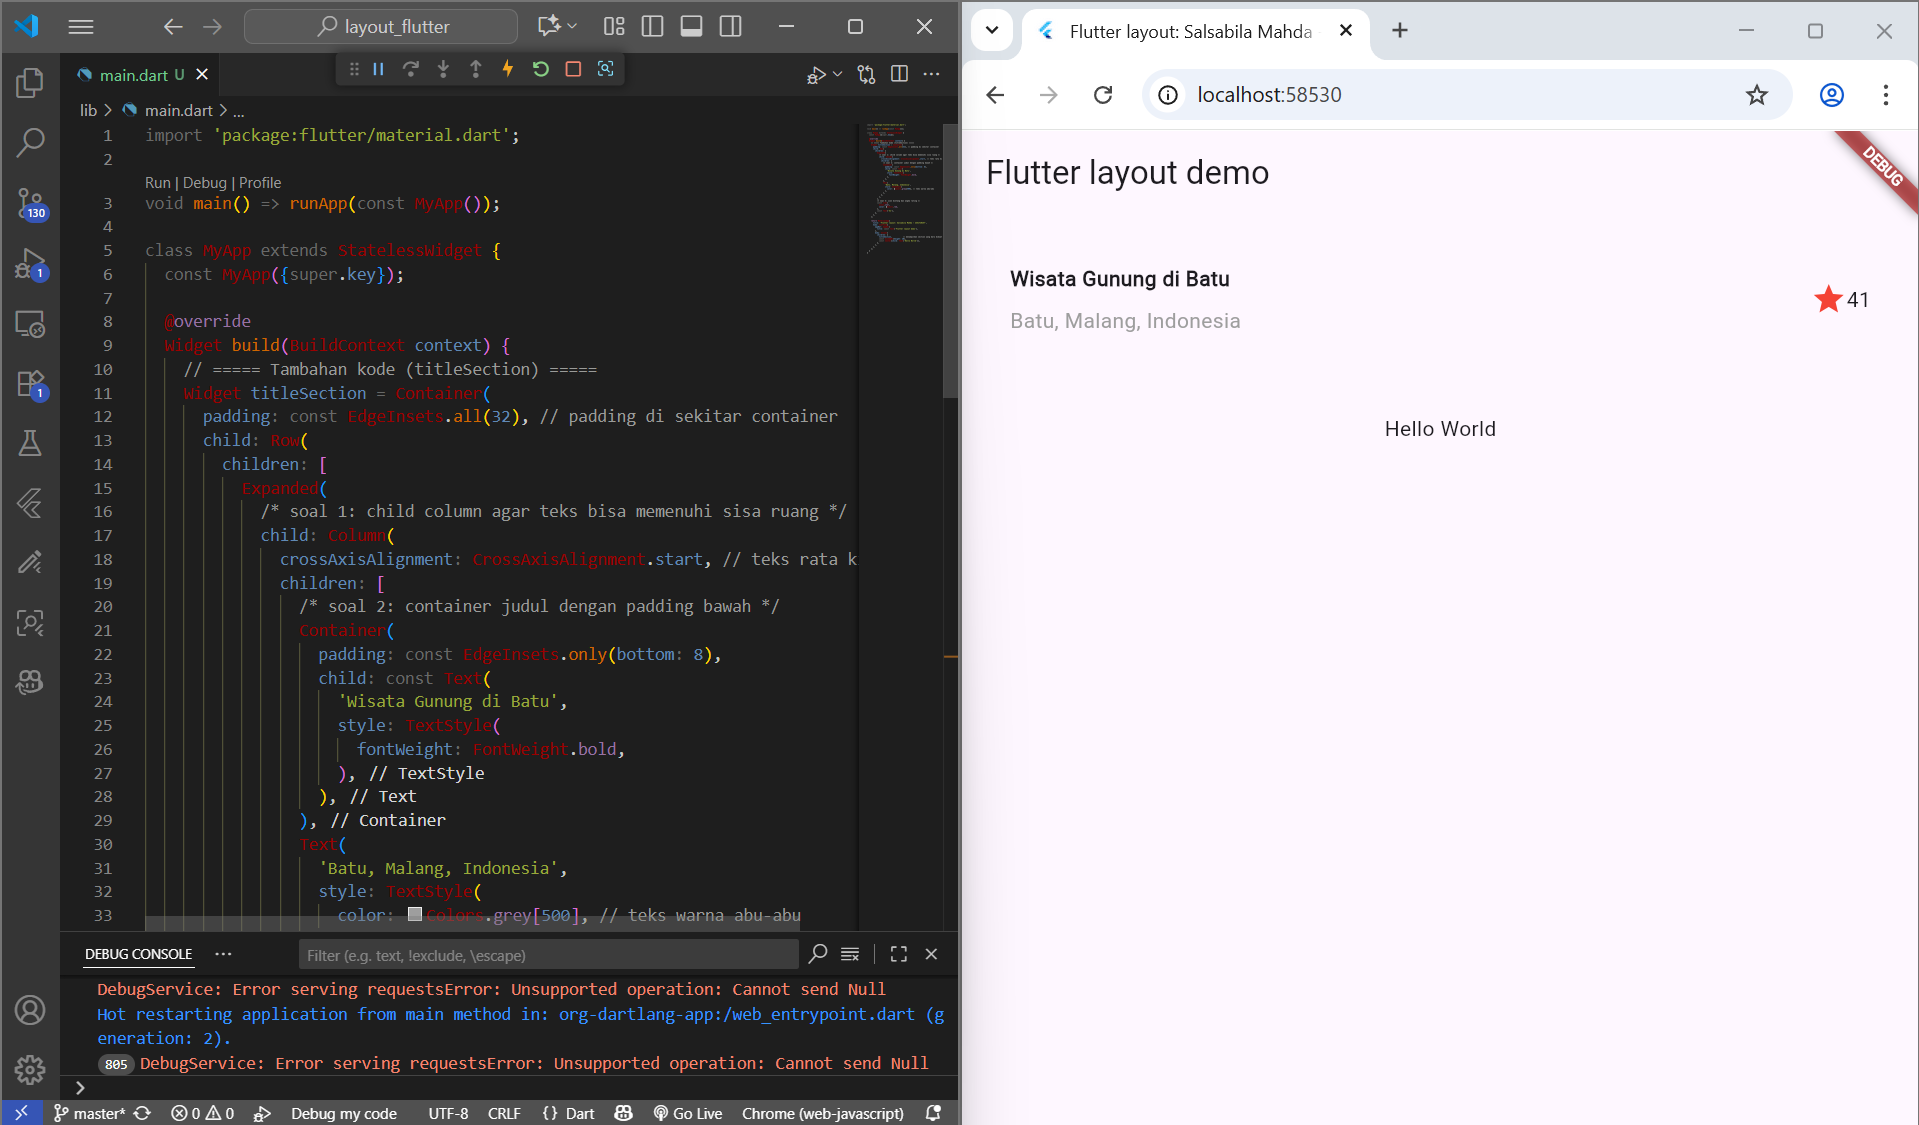 layout_flutter
main.dart U
lib > main.dart > ...
1 import 'package:flutter/material.dart';
2
Run | Debug | Profile
3 void main() => runApp(const MyApp());
4
5 class MyApp extends StatelessWidget {
6 const MyApp({super.key});
7
8 @override
9 Widget build(BuildContext context) {
10 // ===== Tambahan kode (titleSection) =====
11 Widget titleSection = Container(
12 padding: const EdgeInsets.all(32), // padding di sekitar container
13 child: Row(
14 children: [
15 Expanded(
16 /* soal 1: child column agar teks bisa memenuhi sisa ruang */
17 child: Column(
18 crossAxisAlignment: CrossAxisAlignment.start, // teks rata k
19 children: [
20 /* soal 2: container judul dengan padding bawah */
21 Container(
22 padding: const EdgeInsets.only(bottom: 8),
23 child: const Text(
24 'Wisata Gunung di Batu',
25 style: TextStyle(
26 fontWeight: FontWeight.bold,
27 ), // TextStyle
28 ), // Text
29 ), // Container
30 Text(
31 'Batu, Malang, Indonesia',
32 style: TextStyle(
33 color: Colors.grey[500], // teks warna abu-abu
130
1
1
DEBUG CONSOLE
Filter (e.g. text, !exclude, \escape)
DebugService: Error serving requestsError: Unsupported operation: Cannot send Null
Hot restarting application from main method in: org-dartlang-app:/web_entrypoint.dart (g
eneration: 2).
805 DebugService: Error serving requestsError: Unsupported operation: Cannot send Null
master* 0 0 Debug my code UTF-8 CRLF {} Dart Go Live Chrome (web-javascript)
Flutter layout: Salsabila Mahda
localhost:58530
DEBUG
Flutter layout demo
Wisata Gunung di Batu
Batu, Malang, Indonesia
41
Hello World